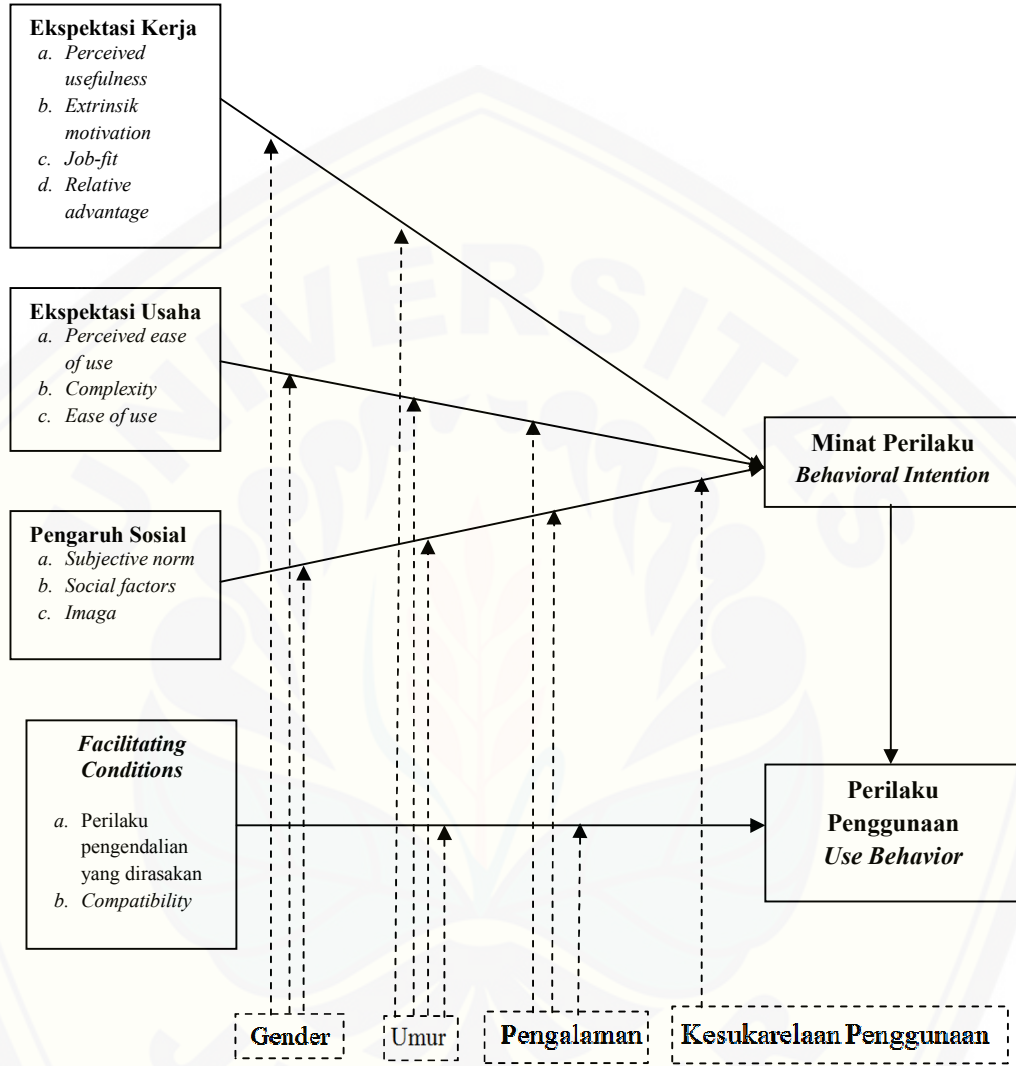 Ekspektasi Kerja
a. Perceived
usefulness
b. Extrinsik
motivation
c. Job-fit
d. Relative
advantage
Ekspektasi Usaha
a. Perceived ease
of use
b. Complexity
c. Ease of use
Pengaruh Sosial
a. Subjective norm
b. Social factors
c. Imaga
Minat Perilaku
Behavioral Intention
Facilitating
Conditions
a. Perilaku
pengendalian
yang dirasakan
b. Compatibility
Perilaku
Penggunaan
Use Behavior
Gender
Umur
Pengalaman
Kesukarelaan Penggunaan
UNIVERSITAS